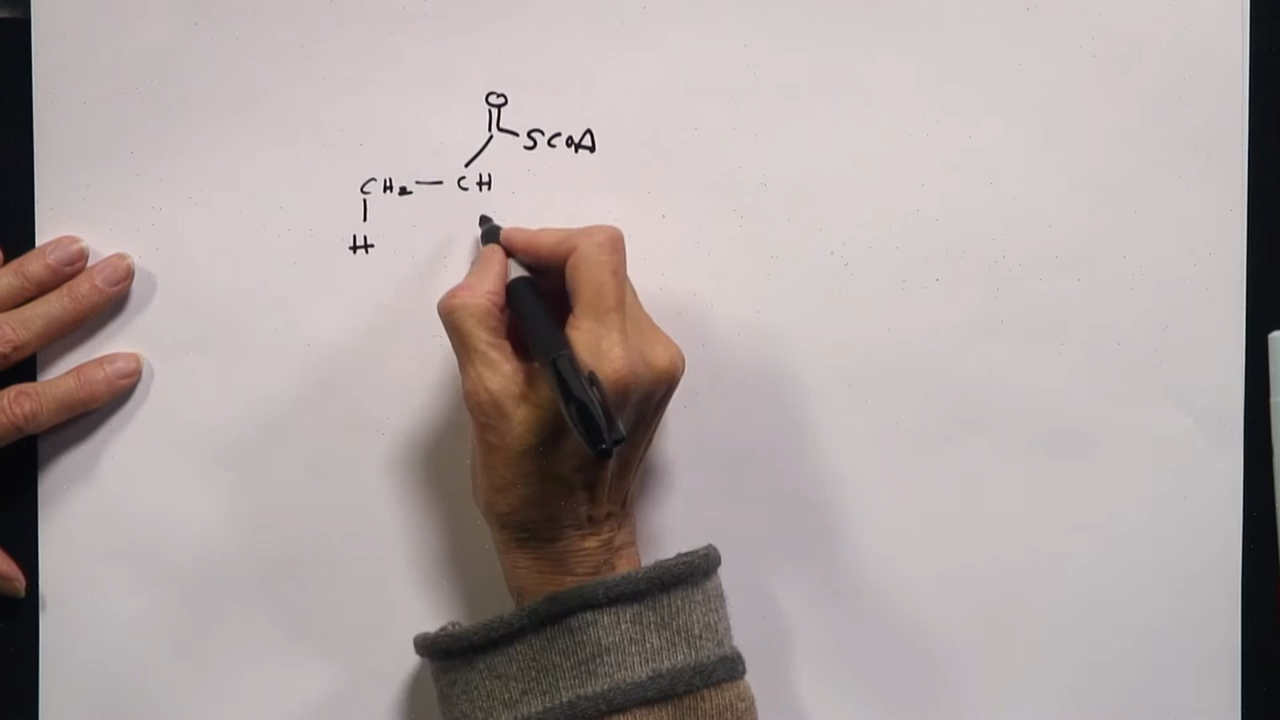 O
SCoA
CH₂ — CH
H